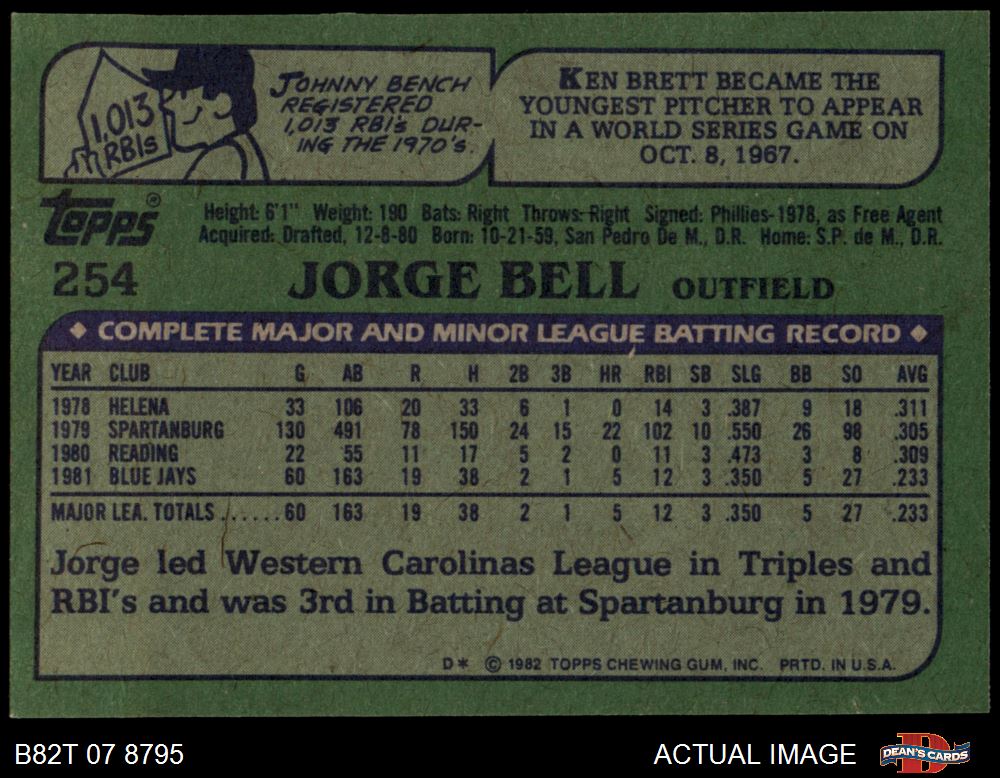 1,013
RBIs
JOHNNY BENCH
REGISTERED
1,013 RBI's DUR-
ING THE 1970's.
KEN BRETT BECAME THE
YOUNGEST PITCHER TO APPEAR
IN A WORLD SERIES GAME ON
OCT. 8, 1967.
TOPPS®
Height: 6'1" Weight: 190 Bats: Right Throws: Right Signed: Phillies-1978, as Free Agent
Acquired: Drafted, 12-8-80 Born: 10-21-59, San Pedro De M., D.R. Home: S.P. de M., D.R.
254 JORGE BELL OUTFIELD
◆ COMPLETE MAJOR AND MINOR LEAGUE BATTING RECORD ◆
YEAR CLUB G AB R H 2B 3B HR RBI SB SLG BB SO AVG
1978 HELENA 33 106 20 33 6 1 0 14 3 .387 9 18 .311
1979 SPARTANBURG 130 491 78 150 24 15 22 102 10 .550 26 98 .305
1980 READING 22 55 11 17 5 2 0 11 3 .473 3 8 .309
1981 BLUE JAYS 60 163 19 38 2 1 5 12 3 .350 5 27 .233
MAJOR LEA. TOTALS ......60 163 19 38 2 1 5 12 3 .350 5 27 .233
Jorge led Western Carolinas League in Triples and
RBI's and was 3rd in Batting at Spartanburg in 1979.
D* © 1982 TOPPS CHEWING GUM, INC. PRTD. IN U.S.A.
B82T 07 8795 ACTUAL IMAGE
D
DEAN'S CARDS